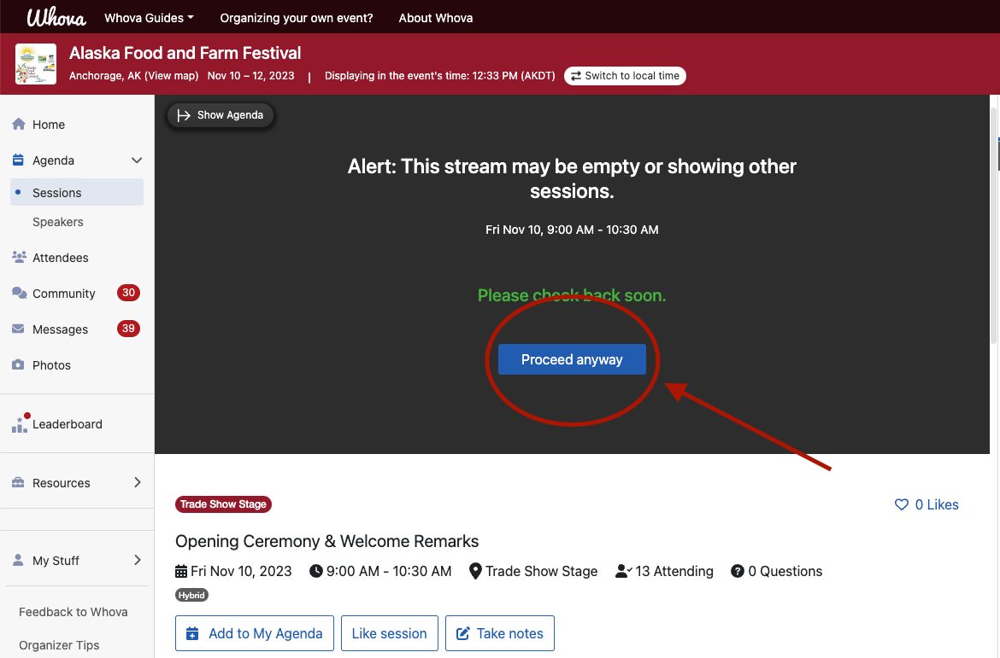 Whova Whova Guides Organizing your own event? About Whova
Alaska Food and Farm Festival
Anchorage, AK (View map) Nov 10 – 12, 2023 | Displaying in the event's time: 12:33 PM (AKDT) Switch to local time
Home
Agenda
Sessions
Speakers
Attendees
Community 30
Messages 39
Photos
Leaderboard
Resources
My Stuff
Feedback to Whova
Organizer Tips
Show Agenda
Alert: This stream may be empty or showing other
sessions.
Fri Nov 10, 9:00 AM - 10:30 AM
Please check back soon.
Proceed anyway
Trade Show Stage
0 Likes
Opening Ceremony & Welcome Remarks
Fri Nov 10, 2023 9:00 AM - 10:30 AM Trade Show Stage 13 Attending 0 Questions
Hybrid
Add to My Agenda Like session Take notes